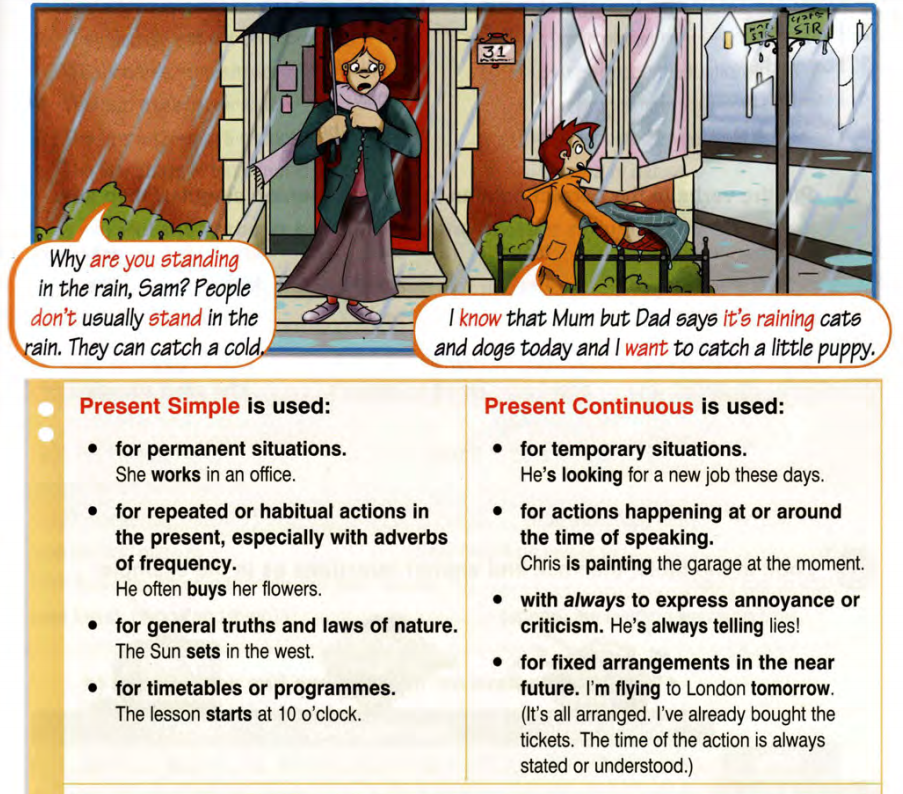 31
STR
STR
Why are you standing
in the rain, Sam? People
don't usually stand in the
rain. They can catch a cold.
I know that Mum but Dad says it's raining cats
and dogs today and I want to catch a little puppy.
Present Simple is used:
• for permanent situations.
She works in an office.
• for repeated or habitual actions in
the present, especially with adverbs
of frequency.
He often buys her flowers.
• for general truths and laws of nature.
The Sun sets in the west.
• for timetables or programmes.
The lesson starts at 10 o'clock.
Present Continuous is used:
• for temporary situations.
He's looking for a new job these days.
• for actions happening at or around
the time of speaking.
Chris is painting the garage at the moment.
• with always to express annoyance or
criticism. He's always telling lies!
• for fixed arrangements in the near
future. I'm flying to London tomorrow.
(It's all arranged. I've already bought the
tickets. The time of the action is always
stated or understood.)